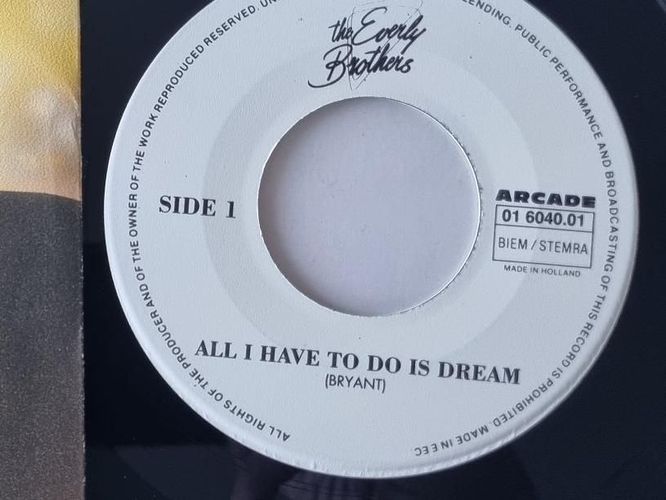 the Everly
Brothers
SIDE 1
ARCADE
01 6040.01
BIEM / STEMRA
MADE IN HOLLAND
ALL I HAVE TO DO IS DREAM
(BRYANT)
ALL RIGHTS OF THE PRODUCER AND OF THE OWNER OF THE WORK REPRODUCED RESERVED. LENDING. PUBLIC PERFORMANCE AND BROADCASTING OF THIS RECORD IS PROHIBITED. MADE IN EEC